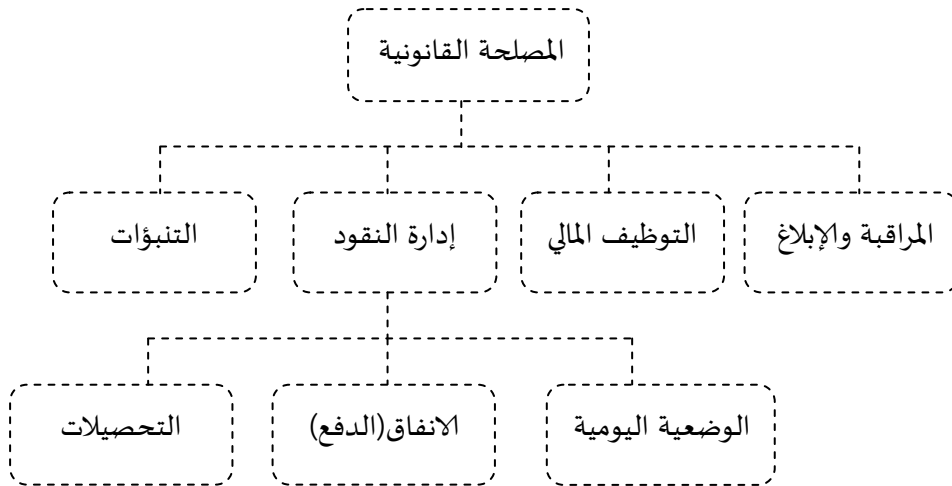 المصلحة القانونية
المراقبة والإبلاغ
التوظيف المالي
إدارة النقود
التنبؤات
الوضعية اليومية
الانفاق(الدفع)
التحصيلات